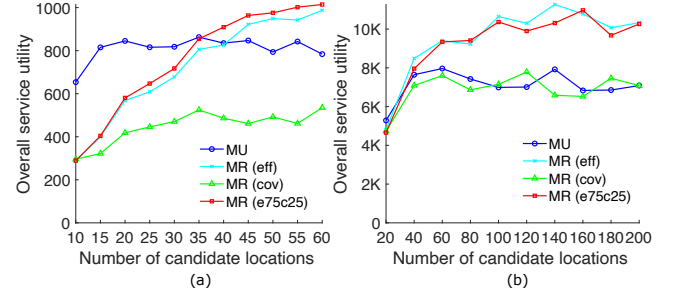 Overall service utility
1000
800
600
400
200
0
MU
MR (eff)
MR (cov)
MR (e75c25)
10 15 20 25 30 35 40 45 50 55 60
Number of candidate locations
(a)
Overall service utility
10K
8K
6K
4K
2K
0
MU
MR (eff)
MR (cov)
MR (e75c25)
20 40 60 80 100 120 140 160 180 200
Number of candidate locations
(b)